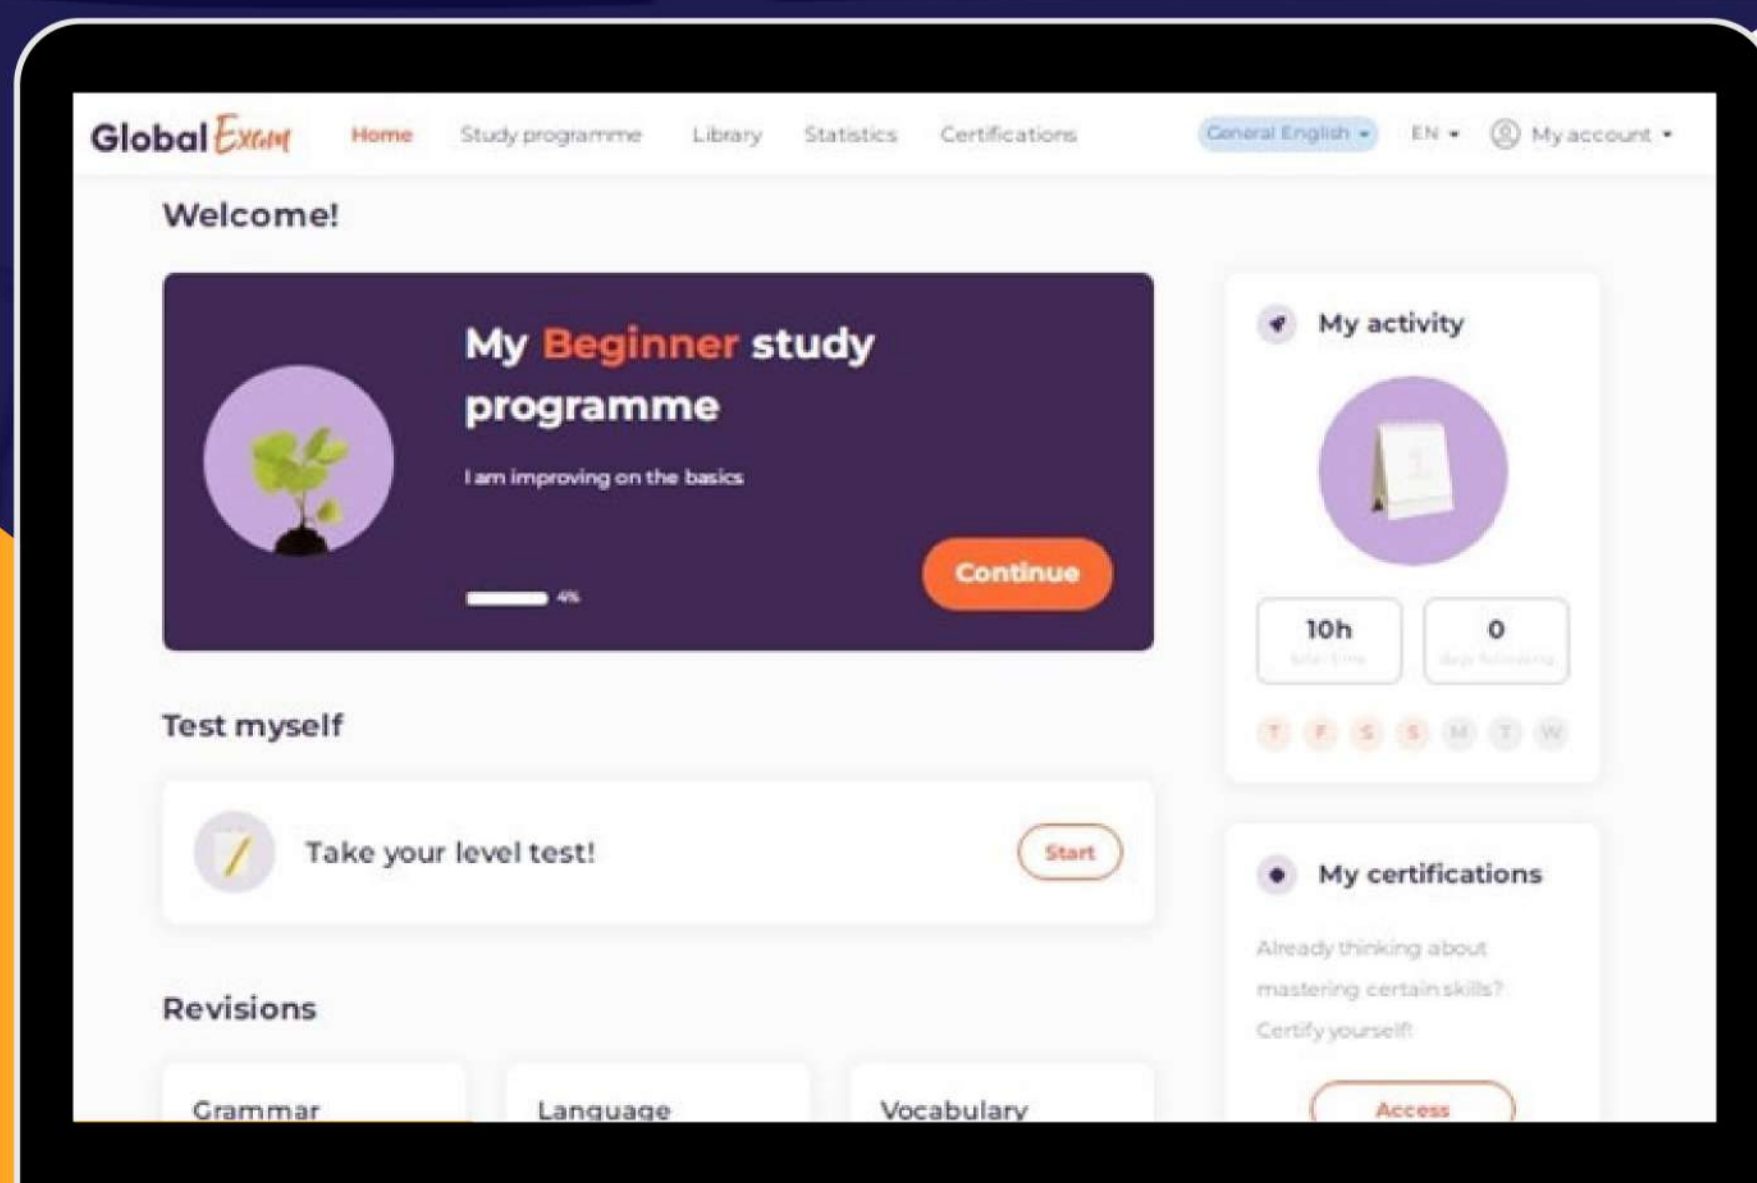 Global Exam
Home
Study programme
Library
Statistics
Certifications
General English
EN
My account
Welcome!
My Beginner study
programme
I am improving on the basics
4%
Continue
Test myself
Take your level test!
Start
Revisions
Grammar
Language
Vocabulary
My activity
10h
total time
0
T F S S M T W
My certifications
Already thinking about
mastering certain skills?
Certify yourself!
Access